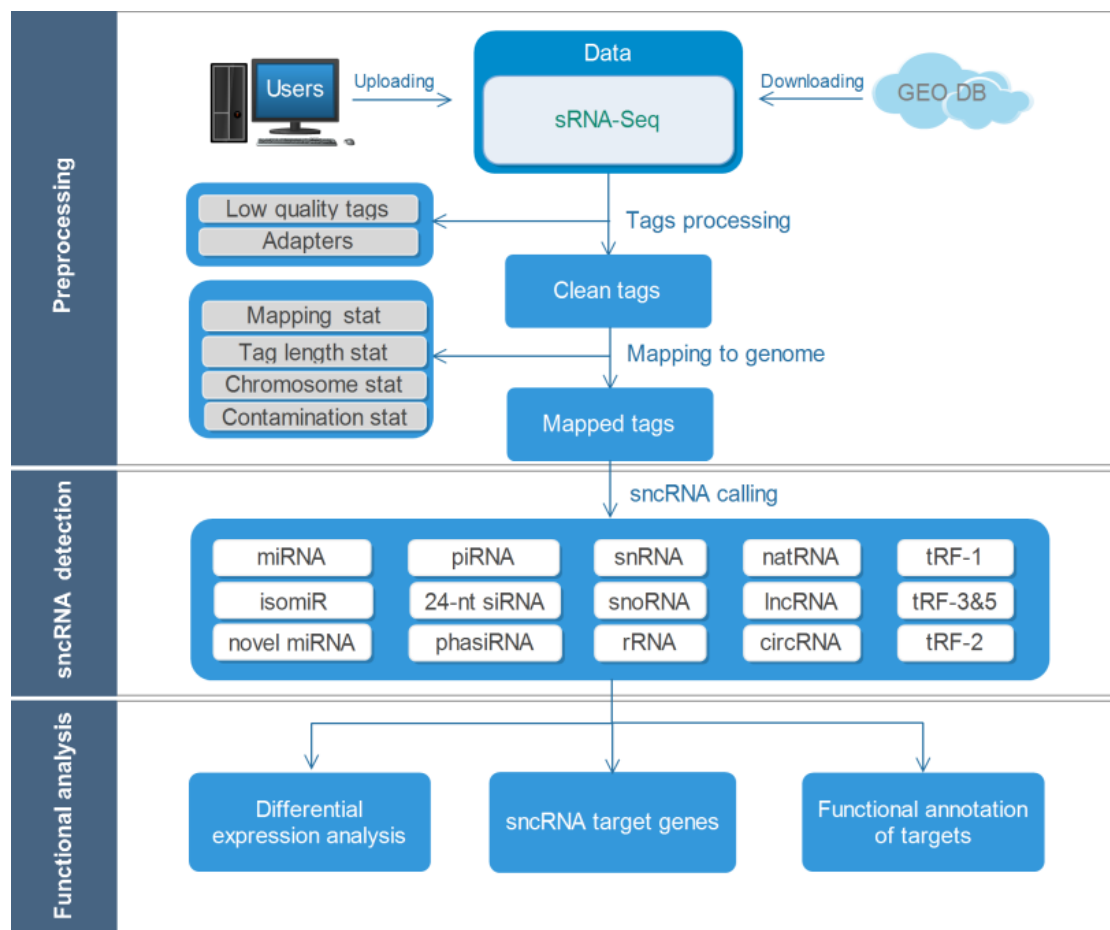 Preprocessing
Data
Users
Uploading
sRNA-Seq
Downloading
GEO DB
Low quality tags
Adapters
Tags processing
Clean tags
Mapping stat
Tag length stat
Chromosome stat
Contamination stat
Mapping to genome
Mapped tags
sncRNA detection
sncRNA calling
miRNA
piRNA
snRNA
natRNA
tRF-1
isomiR
24-nt siRNA
snoRNA
lncRNA
tRF-3&5
novel miRNA
phasiRNA
rRNA
circRNA
tRF-2
Functional analysis
Differential
expression analysis
sncRNA target genes
Functional annotation
of targets